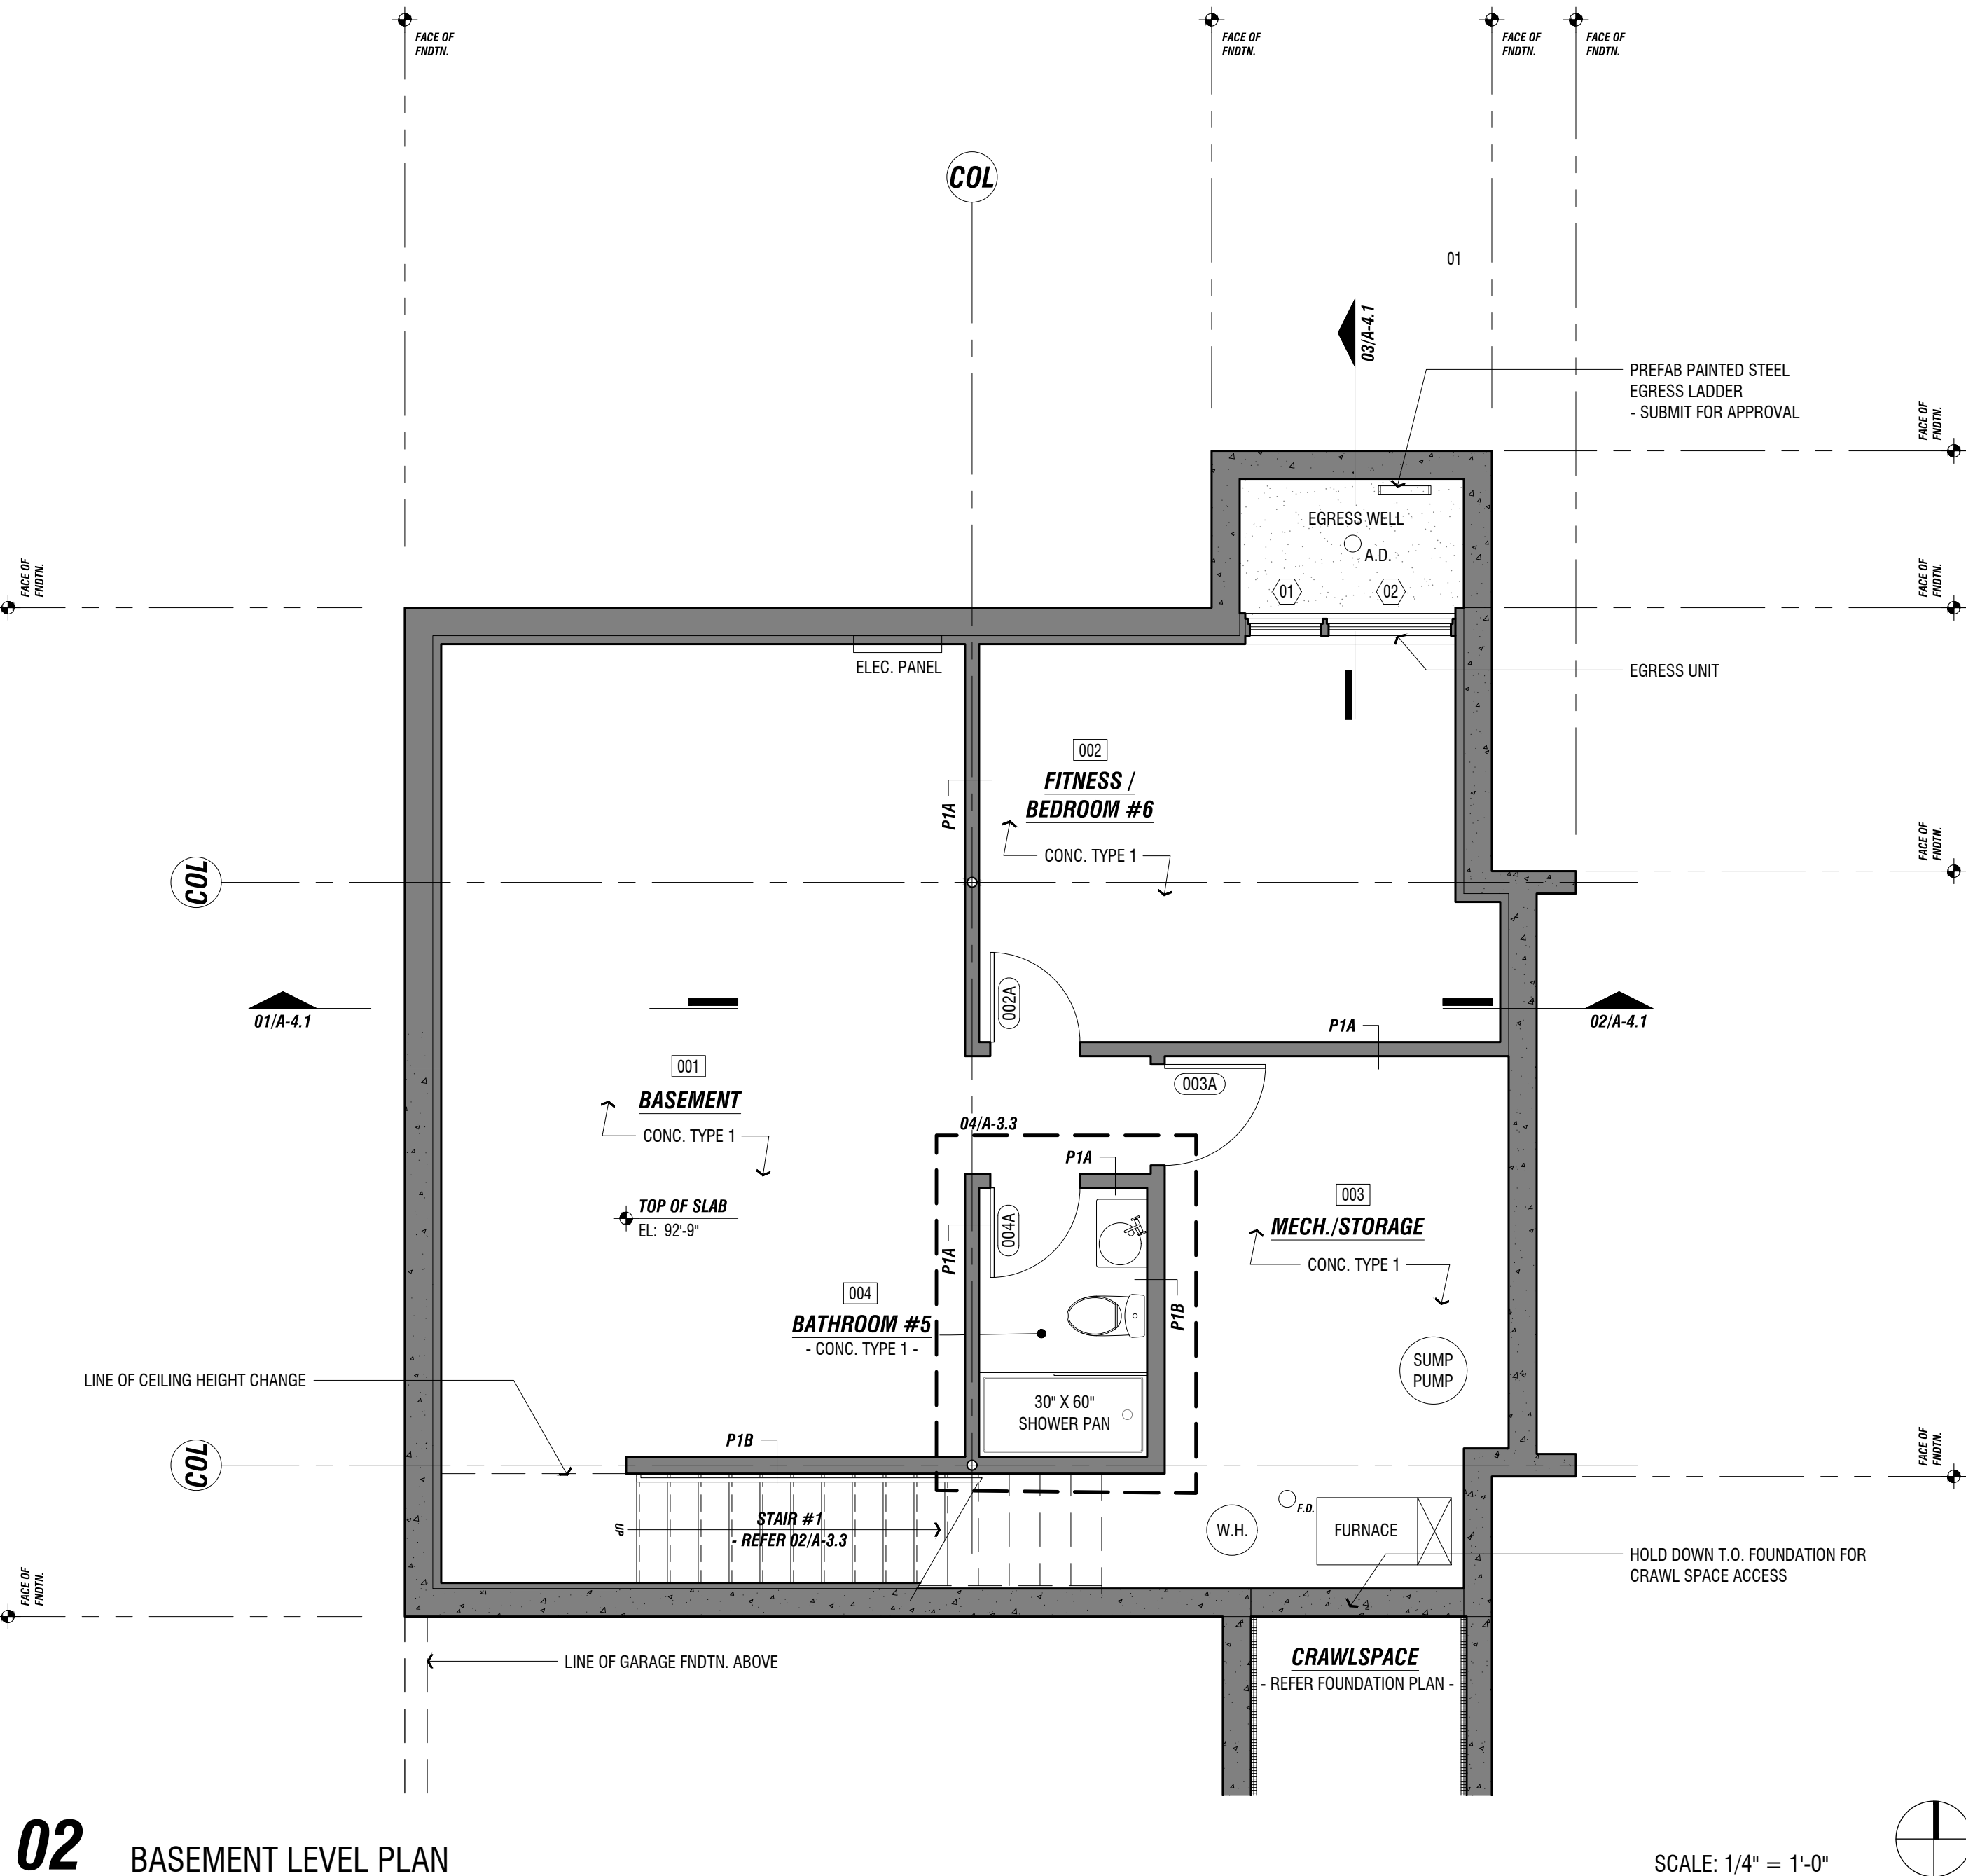 FACE OF
FNDTN.
FACE OF
FNDTN.
FACE OF
FNDTN.
FACE OF
FNDTN.
COL
01
03/A-4.1
PREFAB PAINTED STEEL
EGRESS LADDER
- SUBMIT FOR APPROVAL
FACE OF
FNDTN.
EGRESS WELL
A.D.
01
02
FACE OF
FNDTN.
FACE OF
FNDTN.
ELEC. PANEL
EGRESS UNIT
002
FITNESS /
BEDROOM #6
P1A
CONC. TYPE 1
FACE OF
FNDTN.
COL
002A
01/A-4.1
P1A
02/A-4.1
001
BASEMENT
CONC. TYPE 1
003A
04/A-3.3
P1A
TOP OF SLAB
EL: 92'-9"
004A
P1A
003
MECH./STORAGE
CONC. TYPE 1
004
BATHROOM #5
- CONC. TYPE 1 -
P1B
LINE OF CEILING HEIGHT CHANGE
SUMP
PUMP
30" X 60"
SHOWER PAN
P1B
COL
FACE OF
FNDTN.
UP
STAIR #1
- REFER 02/A-3.3
W.H.
F.D.
FURNACE
HOLD DOWN T.O. FOUNDATION FOR
CRAWL SPACE ACCESS
FACE OF
FNDTN.
LINE OF GARAGE FNDTN. ABOVE
CRAWLSPACE
- REFER FOUNDATION PLAN -
02
BASEMENT LEVEL PLAN
SCALE: 1/4" = 1'-0"